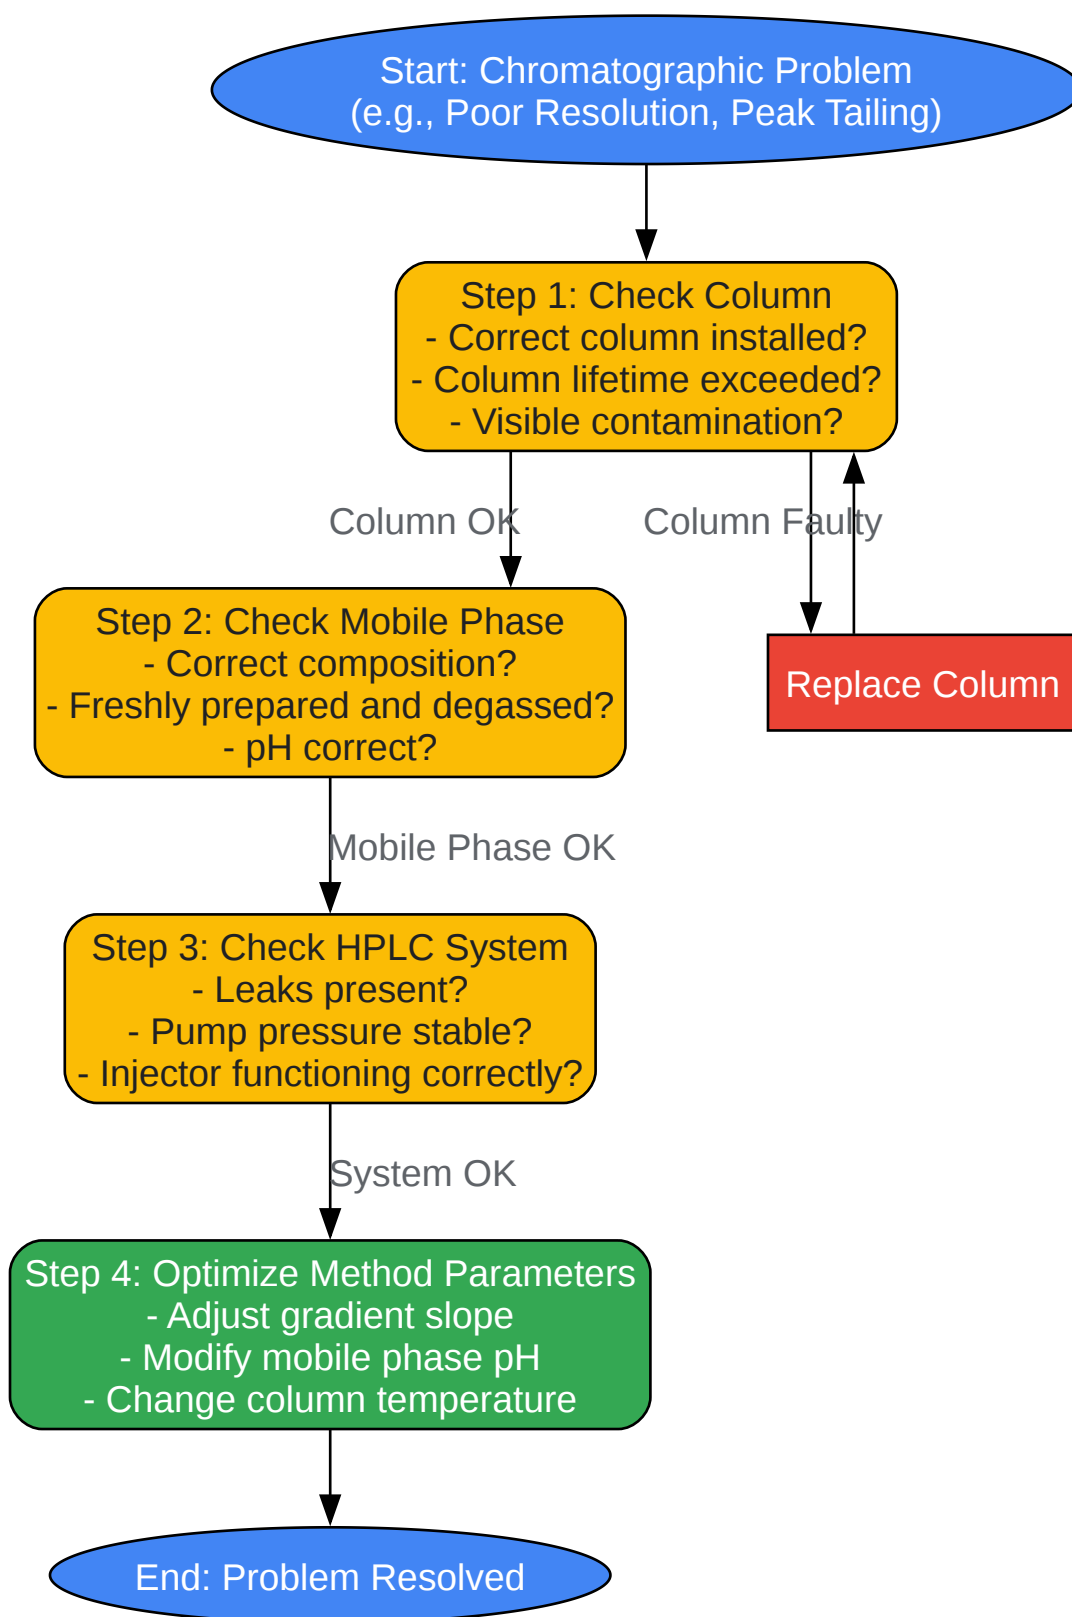 Start: Chromatographic Problem
(e.g., Poor Resolution, Peak Tailing)
Step 1: Check Column
- Correct column installed?
- Column lifetime exceeded?
- Visible contamination?
Column OK
Column Faulty
Step 2: Check Mobile Phase
- Correct composition?
- Freshly prepared and degassed?
- pH correct?
Replace Column
Mobile Phase OK
Step 3: Check HPLC System
- Leaks present?
- Pump pressure stable?
- Injector functioning correctly?
System OK
Step 4: Optimize Method Parameters
- Adjust gradient slope
- Modify mobile phase pH
- Change column temperature
End: Problem Resolved